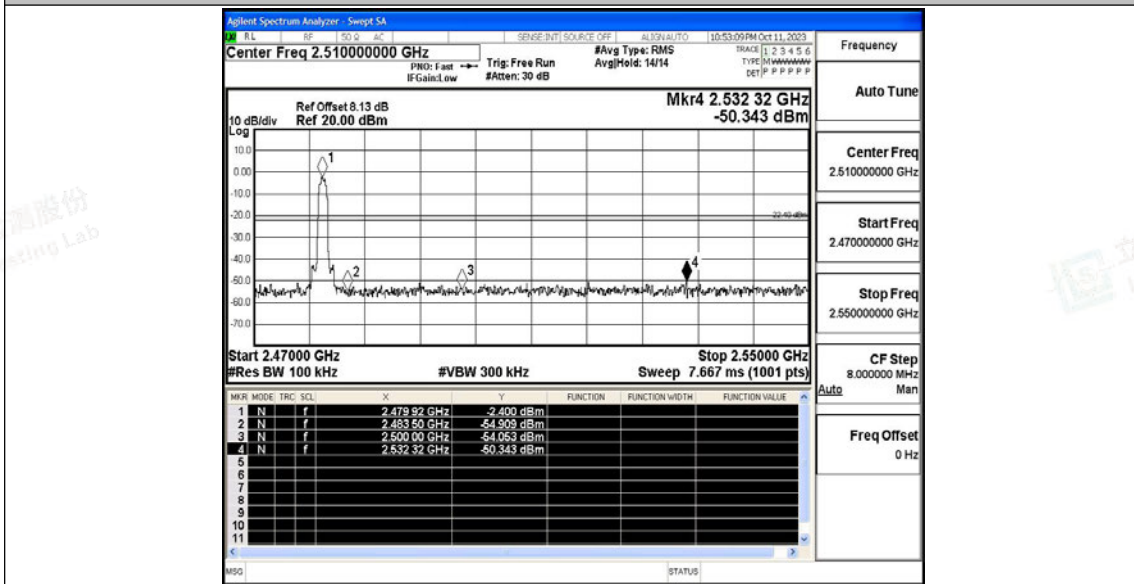 Agilent Spectrum Analyzer - Swept SA
RL RF 50 Ω AC SENSE:INT SOURCE OFF ALIGNAUTO 10:53:09 PM Oct 11, 2023
Center Freq 2.510000000 GHz
PNO: Fast
IFGain:Low
Trig: Free Run
#Atten: 30 dB
#Avg Type: RMS
Avg|Hold: 14/14
TRACE 1 2 3 4 5 6
TYPE M WWWWW
DET P P P P P P
Ref Offset 8.13 dB
Ref 20.00 dBm
10 dB/div
Log
Mkr4 2.532 32 GHz
-50.343 dBm
10.0
0.00
-10.0
-20.0
-30.0
-40.0
-50.0
-60.0
-70.0
1
2
3
4
-22.40 dBm
Start 2.47000 GHz
Stop 2.55000 GHz
#Res BW 100 kHz
#VBW 300 kHz
Sweep 7.667 ms (1001 pts)
MKR MODE TRC SCL X Y FUNCTION FUNCTION WIDTH FUNCTION VALUE
1 N f 2.479 92 GHz -2.400 dBm
2 N f 2.483 50 GHz -54.909 dBm
3 N f 2.500 00 GHz -54.053 dBm
4 N f 2.532 32 GHz -50.343 dBm
5
6
7
8
9
10
11
MSG
STATUS
Frequency
Auto Tune
Center Freq
2.510000000 GHz
Start Freq
2.470000000 GHz
Stop Freq
2.550000000 GHz
CF Step
8.000000 MHz
Auto Man
Freq Offset
0 Hz
测股份
sting Lab
立